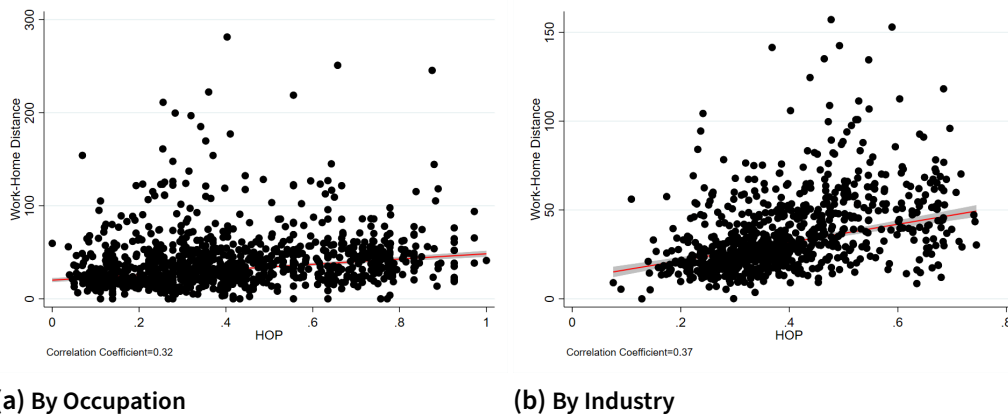 300
200
100
0
Work-Home Distance
0
.2
.4
.6
.8
1
HOP
Correlation Coefficient=0.32
(a) By Occupation
150
100
50
0
Work-Home Distance
0
.2
.4
.6
.8
HOP
Correlation Coefficient=0.37
(b) By Industry